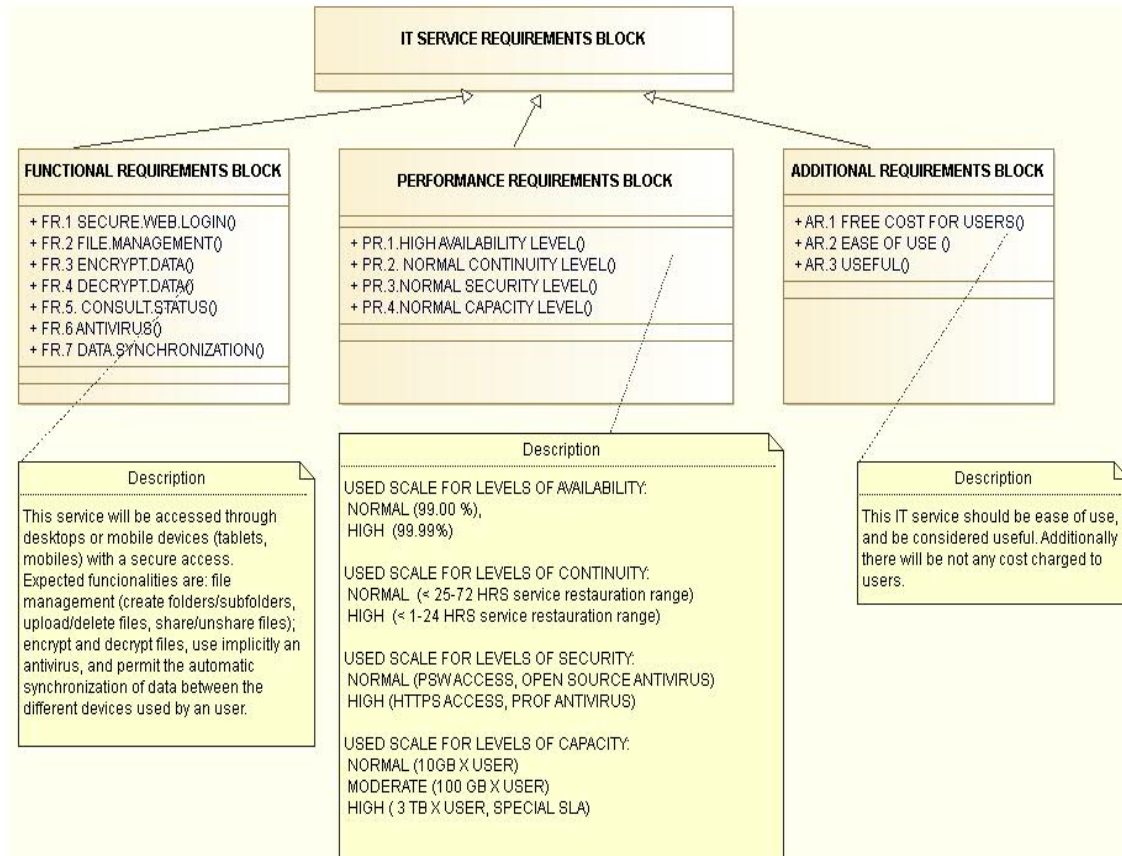 IT SERVICE REQUIREMENTS BLOCK
FUNCTIONAL REQUIREMENTS BLOCK
+ FR.1 SECURE.WEB.LOGIN()
+ FR.2 FILE.MANAGEMENT()
+ FR.3 ENCRYPT.DATA()
+ FR.4 DECRYPT.DATA()
+ FR.5. CONSULT.STATUS()
+ FR.6 ANTIVIRUS()
+ FR.7 DATA.SYNCHRONIZATION()
PERFORMANCE REQUIREMENTS BLOCK
+ PR.1.HIGH AVAILABILITY LEVEL()
+ PR.2. NORMAL CONTINUITY LEVEL()
+ PR.3.NORMAL SECURITY LEVEL()
+ PR.4.NORMAL CAPACITY LEVEL()
ADDITIONAL REQUIREMENTS BLOCK
+ AR.1 FREE COST FOR USERS()
+ AR.2 EASE OF USE ()
+ AR.3 USEFUL()
Description
This service will be accessed through
desktops or mobile devices (tablets,
mobiles) with a secure access.
Expected funcionalities are: file
management (create folders/subfolders,
upload/delete files, share/unshare files);
encrypt and decrypt files, use implicitly an
antivirus, and permit the automatic
synchronization of data between the
different devices used by an user.
Description
USED SCALE FOR LEVELS OF AVAILABILITY:
NORMAL (99.00 %),
HIGH (99.99%)
USED SCALE FOR LEVELS OF CONTINUITY:
NORMAL (< 25-72 HRS service restauration range)
HIGH (< 1-24 HRS service restauration range)
USED SCALE FOR LEVELS OF SECURITY:
NORMAL (PSW ACCESS, OPEN SOURCE ANTIVIRUS)
HIGH (HTTPS ACCESS, PROF ANTIVIRUS)
USED SCALE FOR LEVELS OF CAPACITY:
NORMAL (10GB X USER)
MODERATE (100 GB X USER)
HIGH ( 3 TB X USER, SPECIAL SLA)
Description
This IT service should be ease of use,
and be considered useful. Additionally
there will be not any cost charged to
users.